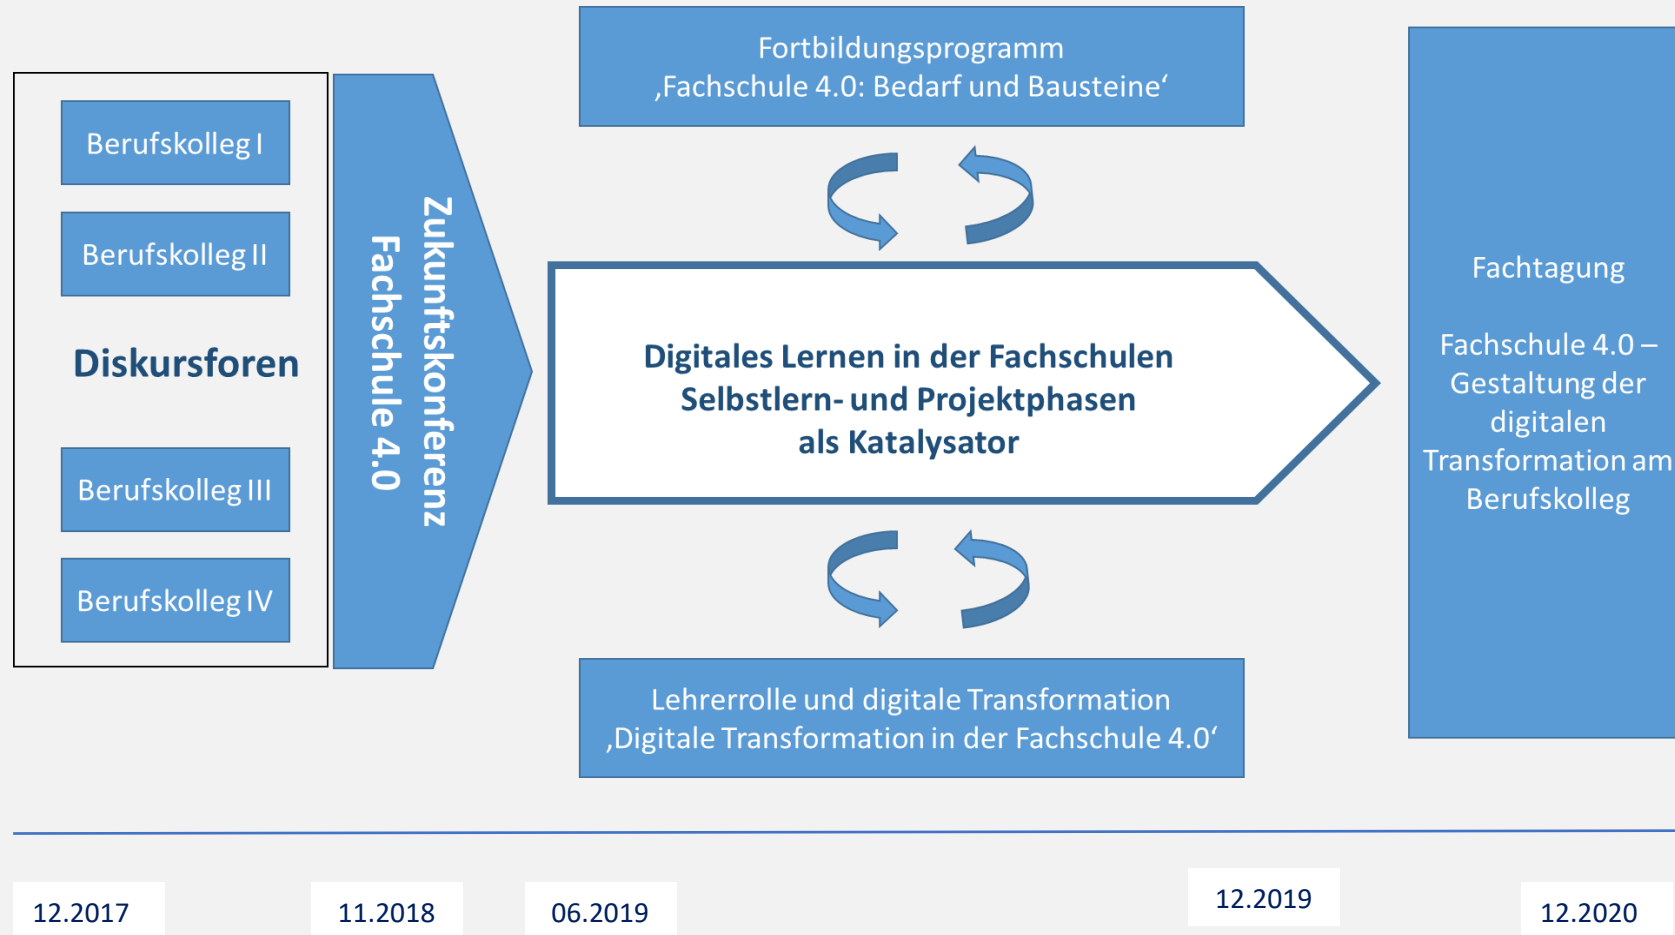 Berufskolleg I
Berufskolleg II
Diskursforen
Berufskolleg III
Berufskolleg IV
Zukunftskonferenz
Fachschule 4.0
Fortbildungsprogramm
‚Fachschule 4.0: Bedarf und Bausteine‘
Digitales Lernen in der Fachschulen
Selbstlern- und Projektphasen
als Katalysator
Lehrerrolle und digitale Transformation
‚Digitale Transformation in der Fachschule 4.0‘
Fachtagung
Fachschule 4.0 –
Gestaltung der
digitalen
Transformation am
Berufskolleg
12.2017
11.2018
06.2019
12.2019
12.2020